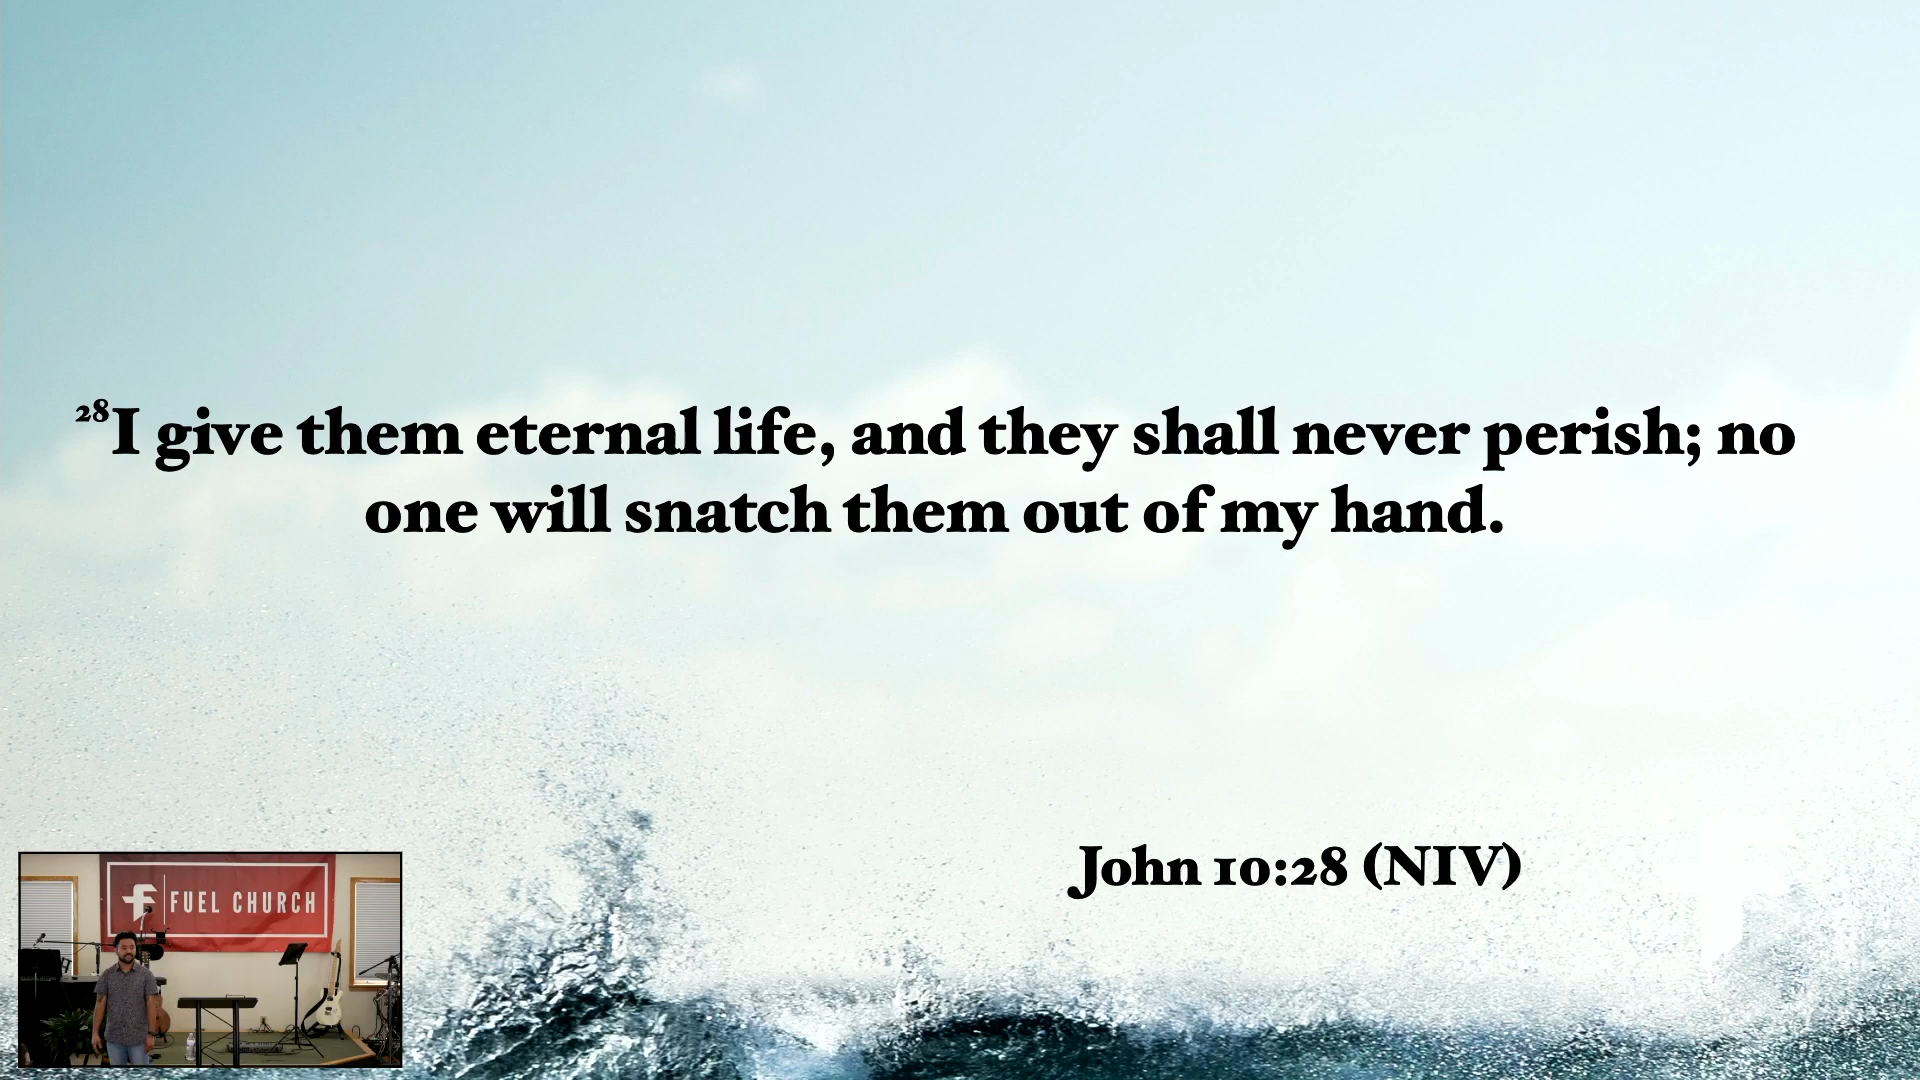 28I give them eternal life, and they shall never perish; no
one will snatch them out of my hand.
John 10:28 (NIV)
FUEL CHURCH